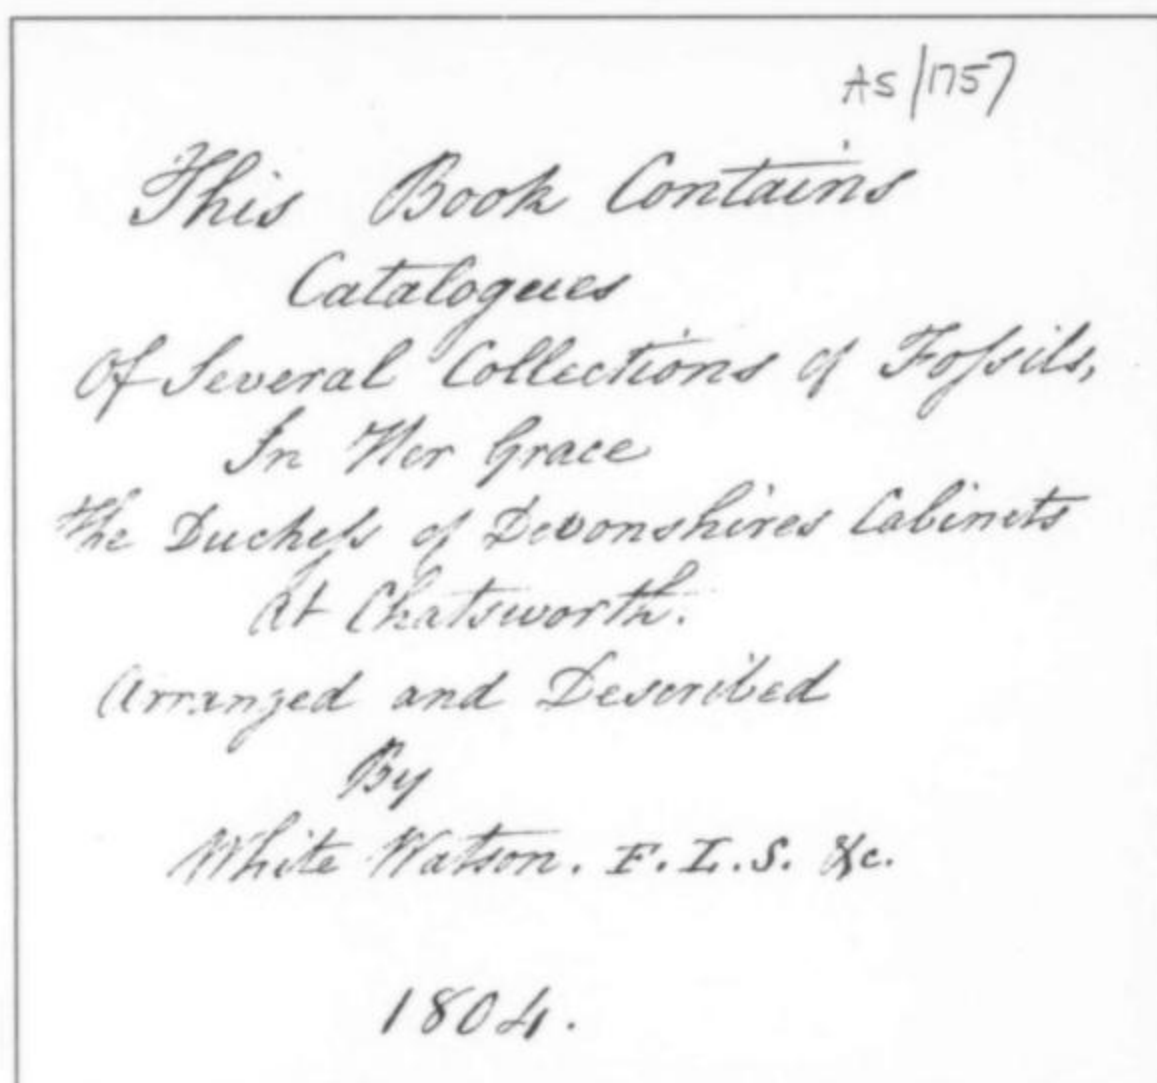 AS/1757
This Book Contains
Catalogues
Of Several Collections of Foſsils,
In Her Grace
the Ducheſs of Devonshires Cabinets
At Chatsworth.
Arranged and Described
By
White Watson. F.L.S. &c.
1804.